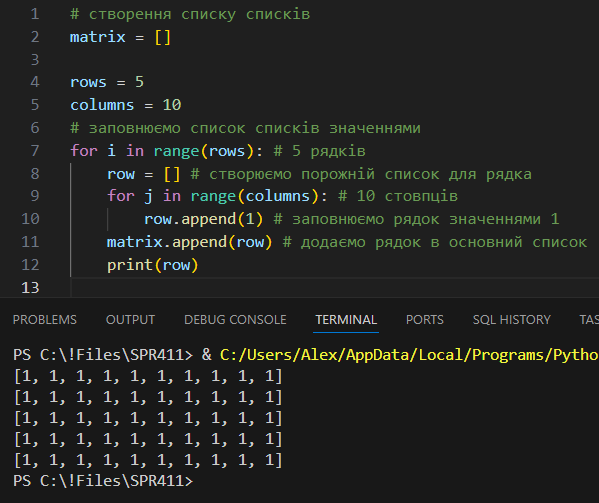 1 # створення списку списків
2 matrix = []
3
4 rows = 5
5 columns = 10
6 # заповнюємо список списків значеннями
7 for i in range(rows): # 5 рядків
8     row = [] # створюємо порожній список для рядка
9     for j in range(columns): # 10 стовпців
10         row.append(1) # заповнюємо рядок значеннями 1
11     matrix.append(row) # додаємо рядок в основний список
12     print(row)
13
PROBLEMS OUTPUT DEBUG CONSOLE TERMINAL PORTS SQL HISTORY TAS
PS C:\!Files\SPR411> & C:/Users/Alex/AppData/Local/Programs/Pytho
[1, 1, 1, 1, 1, 1, 1, 1, 1, 1]
[1, 1, 1, 1, 1, 1, 1, 1, 1, 1]
[1, 1, 1, 1, 1, 1, 1, 1, 1, 1]
[1, 1, 1, 1, 1, 1, 1, 1, 1, 1]
[1, 1, 1, 1, 1, 1, 1, 1, 1, 1]
PS C:\!Files\SPR411>